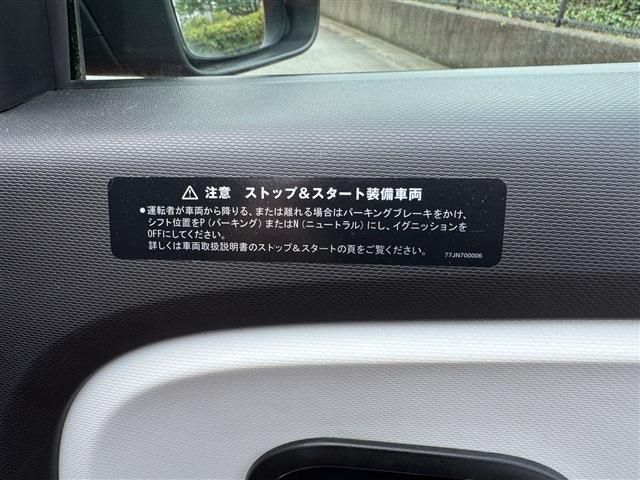 ⚠ 注意 ストップ&スタート装備車両
●運転者が車両から降りる、または離れる場合はパーキングブレーキをかけ、
シフト位置をP(パーキング)またはN(ニュートラル)にし、イグニッションを
OFFにしてください。
詳しくは車両取扱説明書のストップ&スタートの頁をご覧ください。
77JN700006